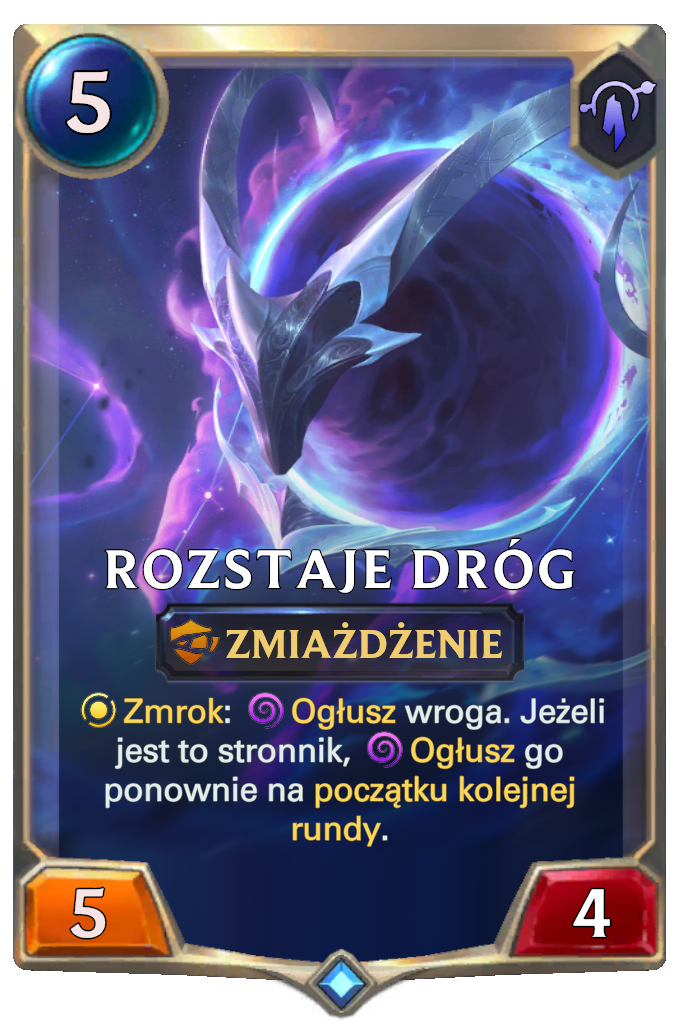 5
ROZSTAJE DRÓG
ZMIAŻDŻENIE
Zmrok: Ogłusz wroga. Jeżeli
jest to stronnik, Ogłusz go
ponownie na początku kolejnej
rundy.
5
4